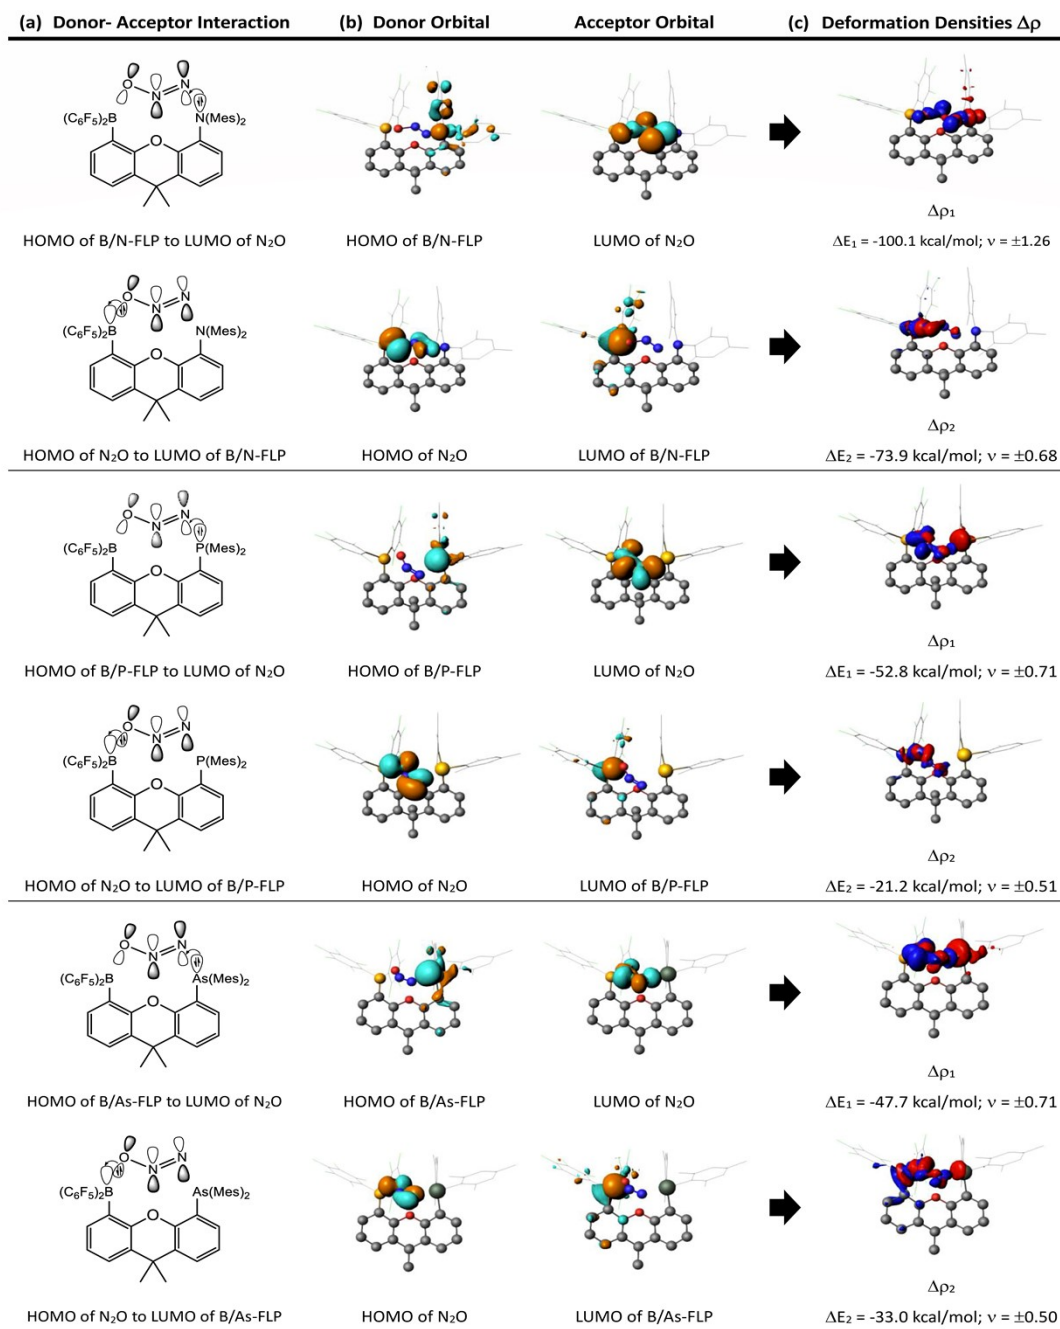 (a) Donor- Acceptor Interaction (b) Donor Orbital Acceptor Orbital (c) Deformation Densities Δρ
O N N
(C₆F₅)₂B N(Mes)₂
O
Δρ₁
HOMO of B/N-FLP to LUMO of N₂O HOMO of B/N-FLP LUMO of N₂O ΔE₁ = -100.1 kcal/mol; ν = ±1.26
O N N
(C₆F₅)₂B N(Mes)₂
O
Δρ₂
HOMO of N₂O to LUMO of B/N-FLP HOMO of N₂O LUMO of B/N-FLP ΔE₂ = -73.9 kcal/mol; ν = ±0.68
O N N
(C₆F₅)₂B P(Mes)₂
O
Δρ₁
HOMO of B/P-FLP to LUMO of N₂O HOMO of B/P-FLP LUMO of N₂O ΔE₁ = -52.8 kcal/mol; ν = ±0.71
O N N
(C₆F₅)₂B P(Mes)₂
O
Δρ₂
HOMO of N₂O to LUMO of B/P-FLP HOMO of N₂O LUMO of B/P-FLP ΔE₂ = -21.2 kcal/mol; ν = ±0.51
O N N
(C₆F₅)₂B As(Mes)₂
O
Δρ₁
HOMO of B/As-FLP to LUMO of N₂O HOMO of B/As-FLP LUMO of N₂O ΔE₁ = -47.7 kcal/mol; ν = ±0.71
O N N
(C₆F₅)₂B As(Mes)₂
O
Δρ₂
HOMO of N₂O to LUMO of B/As-FLP HOMO of N₂O LUMO of B/As-FLP ΔE₂ = -33.0 kcal/mol; ν = ±0.50